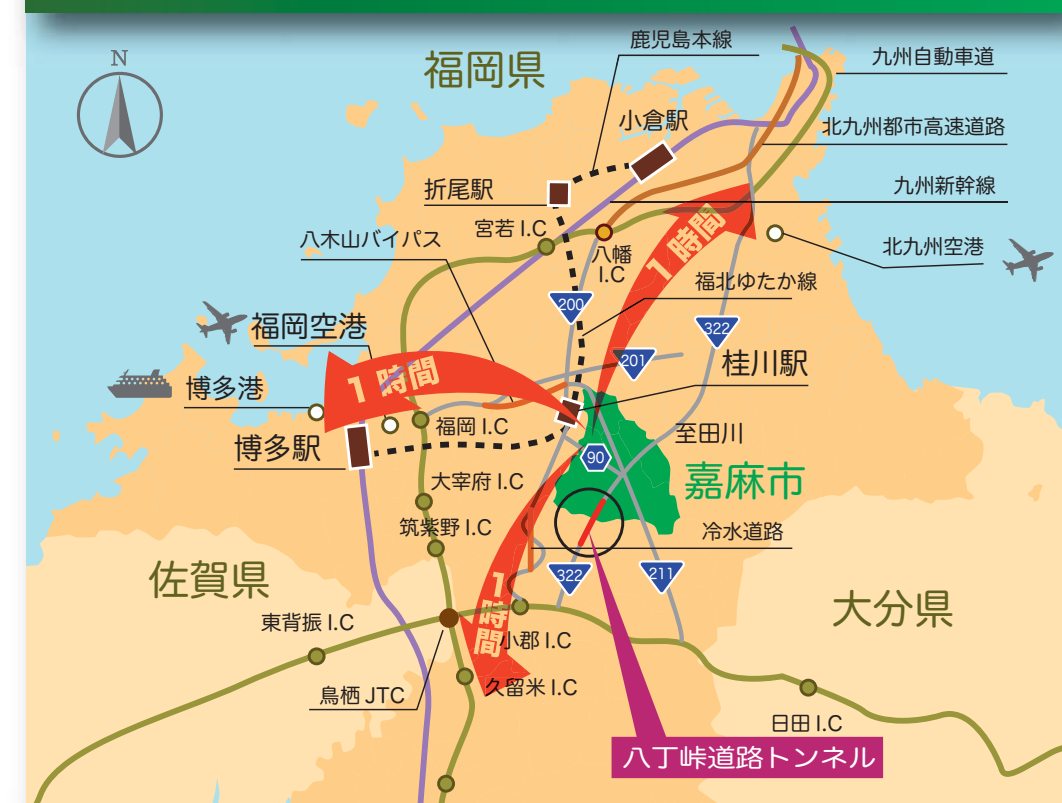 N
福岡県
鹿児島本線
九州自動車道
小倉駅
北九州都市高速道路
折尾駅
九州新幹線
宮若 I.C
八木山バイパス
八幡
I.C
1時間
北九州空港
福北ゆたか線
200
322
福岡空港
201
桂川駅
1時間
博多港
福岡 I.C
至田川
博多駅
90
嘉麻市
大宰府 I.C
筑紫野 I.C
冷水道路
佐賀県
322
211
1時間
大分県
東背振 I.C
小郡 I.C
鳥栖 JTC
久留米 I.C
日田 I.C
八丁峠道路トンネル